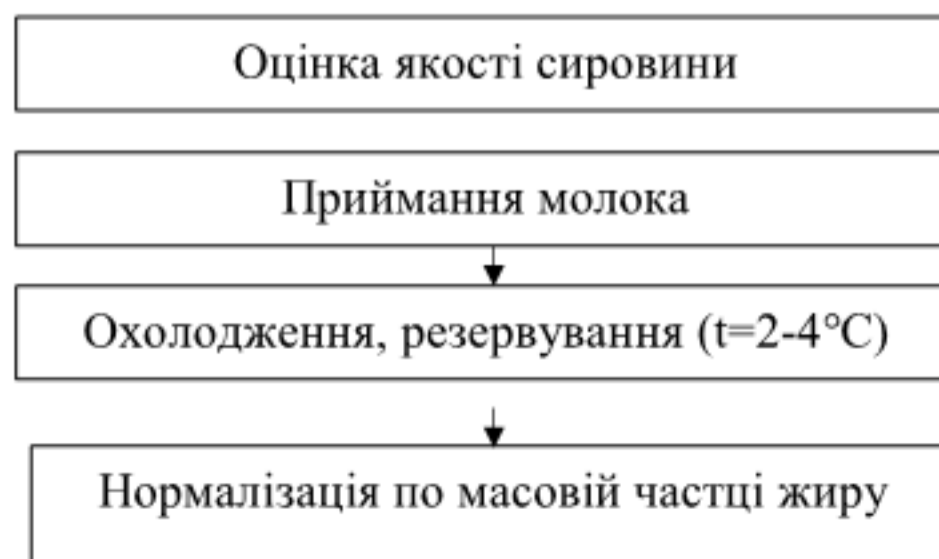 Оцінка якості сировини
Приймання молока
Охолодження, резервування (t=2-4°C)
Нормалізація по масовій частці жиру